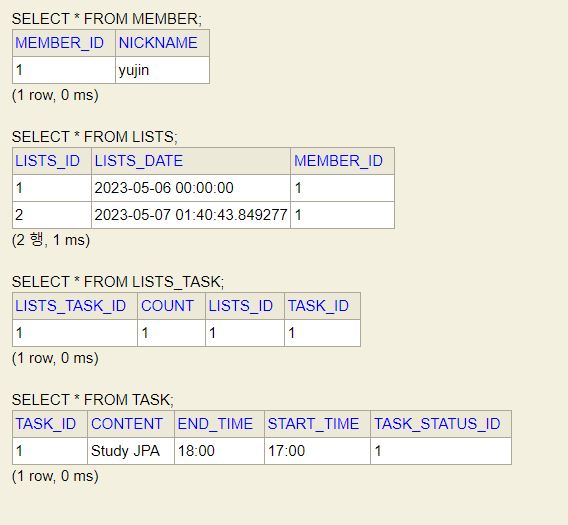 SELECT * FROM MEMBER;
MEMBER_ID NICKNAME
1 yujin
(1 row, 0 ms)
SELECT * FROM LISTS;
LISTS_ID LISTS_DATE MEMBER_ID
1 2023-05-06 00:00:00 1
2 2023-05-07 01:40:43.849277 1
(2 행, 1 ms)
SELECT * FROM LISTS_TASK;
LISTS_TASK_ID COUNT LISTS_ID TASK_ID
1 1 1 1
(1 row, 0 ms)
SELECT * FROM TASK;
TASK_ID CONTENT END_TIME START_TIME TASK_STATUS_ID
1 Study JPA 18:00 17:00 1
(1 row, 0 ms)